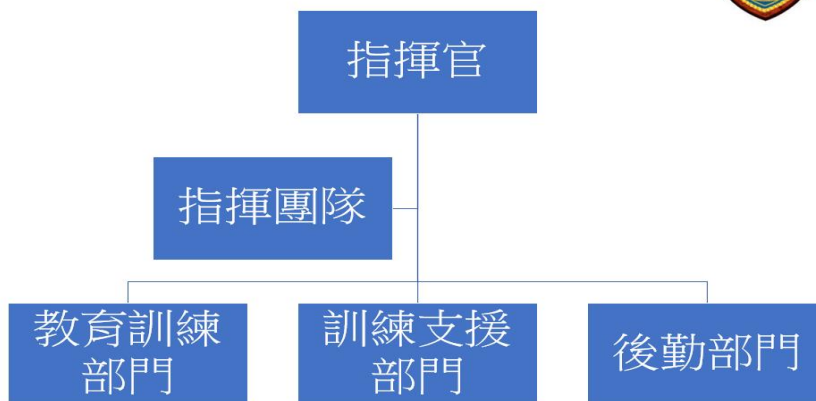 指揮官
指揮團隊
教育訓練
部門
訓練支援
部門
後勤部門